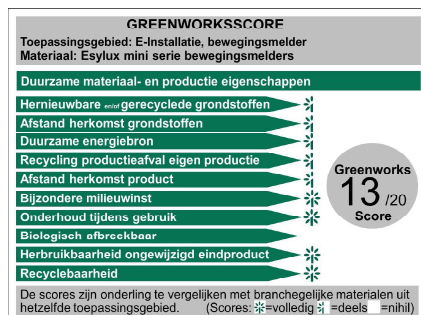 GREENWORKSSCORE
Toepassingsgebied: E-Installatie, bewegingsmelder
Materiaal: Esylux mini serie bewegingsmelders
Duurzame materiaal- en productie eigenschappen
Hernieuwbare en/of gerecyclede grondstoffen
Afstand herkomst grondstoffen
Duurzame energiebron
Recycling productieafval eigen productie
Afstand herkomst product
Bijzondere milieuwinst
Onderhoud tijdens gebruik
Biologisch afbreekbaar
Herbruikbaarheid ongewijzigd eindproduct
Recyclebaarheid
Greenworks
13 /20
Score
De scores zijn onderling te vergelijken met branchegelijke materialen uit
hetzelfde toepassingsgebied. (Scores: =volledig =deels =nihil)